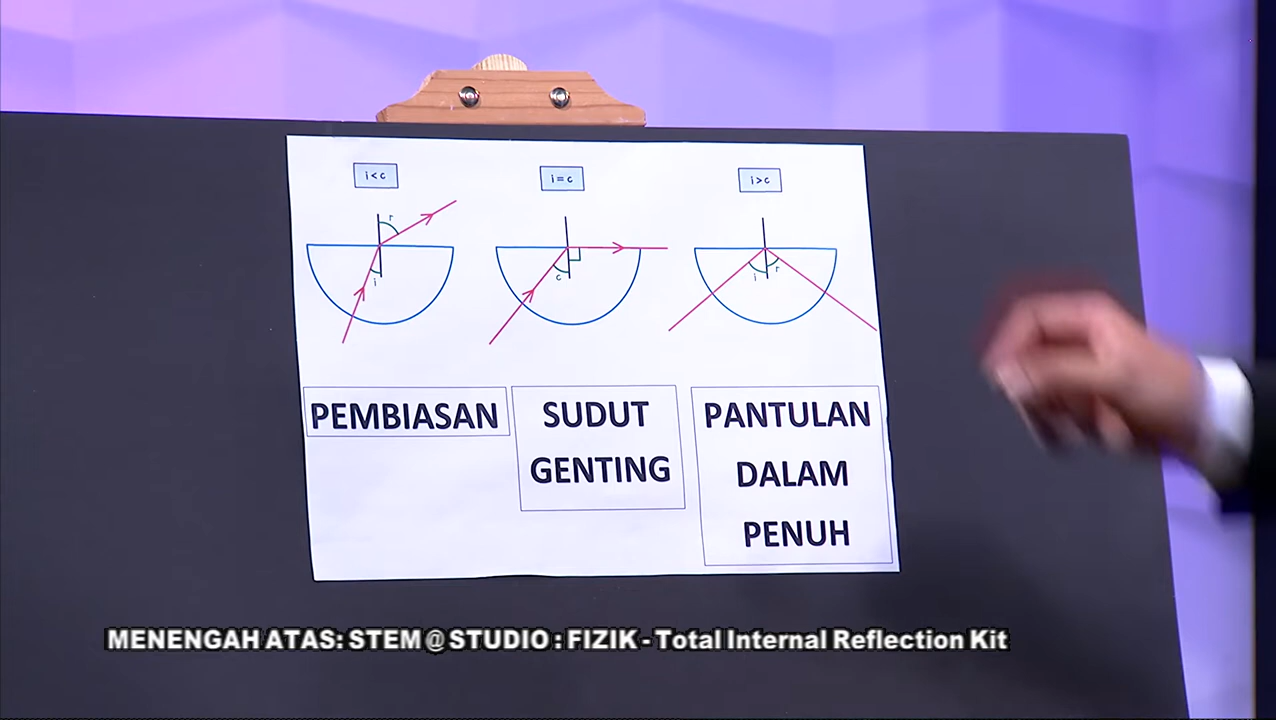 i < c
i = c
i > c
r
i
c
i
r
PEMBIASAN
SUDUT
GENTING
PANTULAN
DALAM
PENUH
MENENGAH ATAS: STEM@STUDIO : FIZIK - Total Internal Reflection Kit